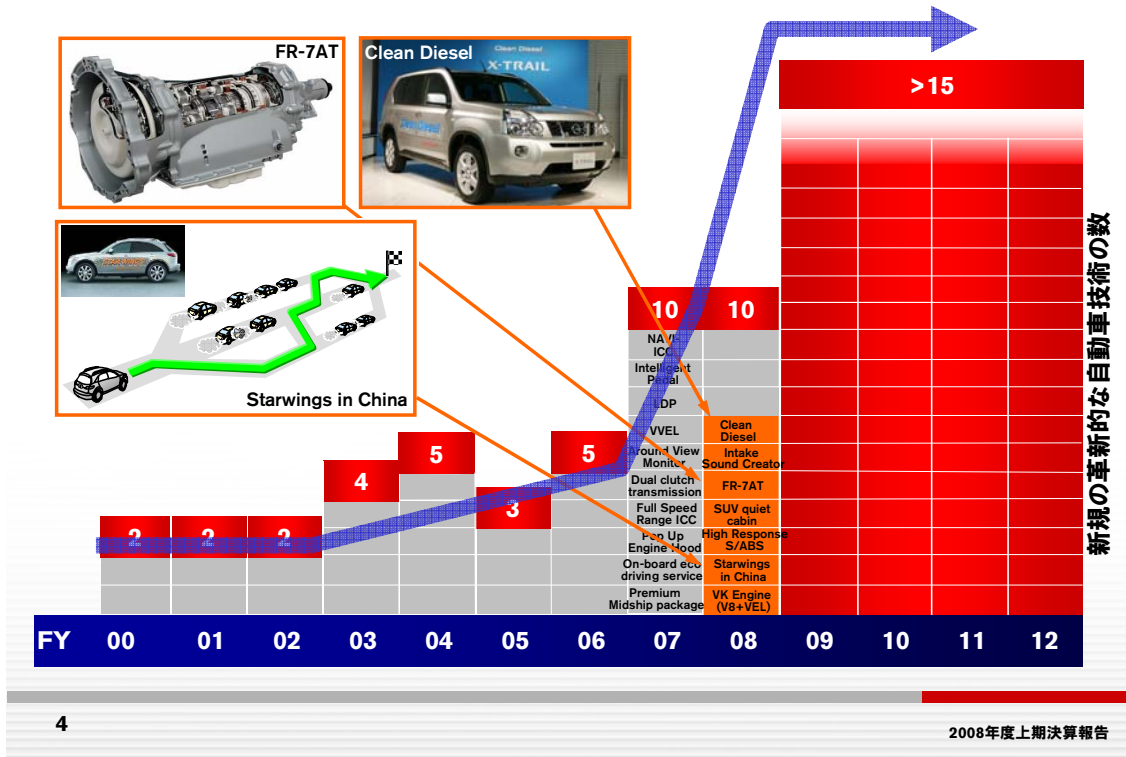 FR-7AT
Clean Diesel
Clean Diesel
X-TRAIL
Clean Diesel
Starwings in China
>15
10
10
5
5
4
3
2
2
2
NAVI-
ICC
Intelligent
Pedal
LDP
VVEL
Around View
Monitor
Dual clutch
transmission
Full Speed
Range ICC
Pop Up
Engine Hood
On-board eco
driving service
Premium
Midship package
Clean
Diesel
Intake
Sound Creator
FR-7AT
SUV quiet
cabin
High Response
S/ABS
Starwings
in China
VK Engine
(V8+VEL)
新規の革新的な自動車技術の数
FY 00 01 02 03 04 05 06 07 08 09 10 11 12
4
2008年度上期決算報告